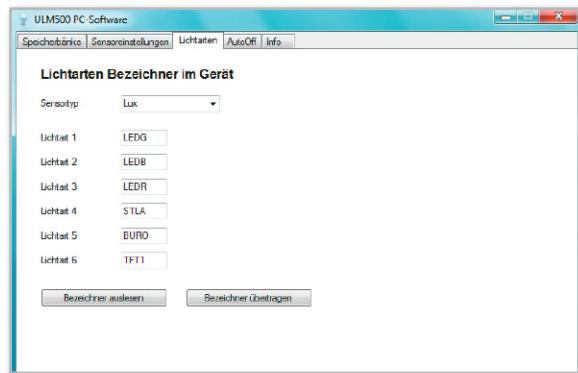 ULM500 PC-Software
Speicherbänke Sensoreinstellungen Lichtarten AutoOff Info
Lichtarten Bezeichner im Gerät
Sensortyp Lux
Lichtart 1 LEDG
Lichtart 2 LEDB
Lichtart 3 LEDR
Lichtart 4 STLA
Lichtart 5 BURO
Lichtart 6 TFT1
Bezeichner auslesen Bezeichner übertragen